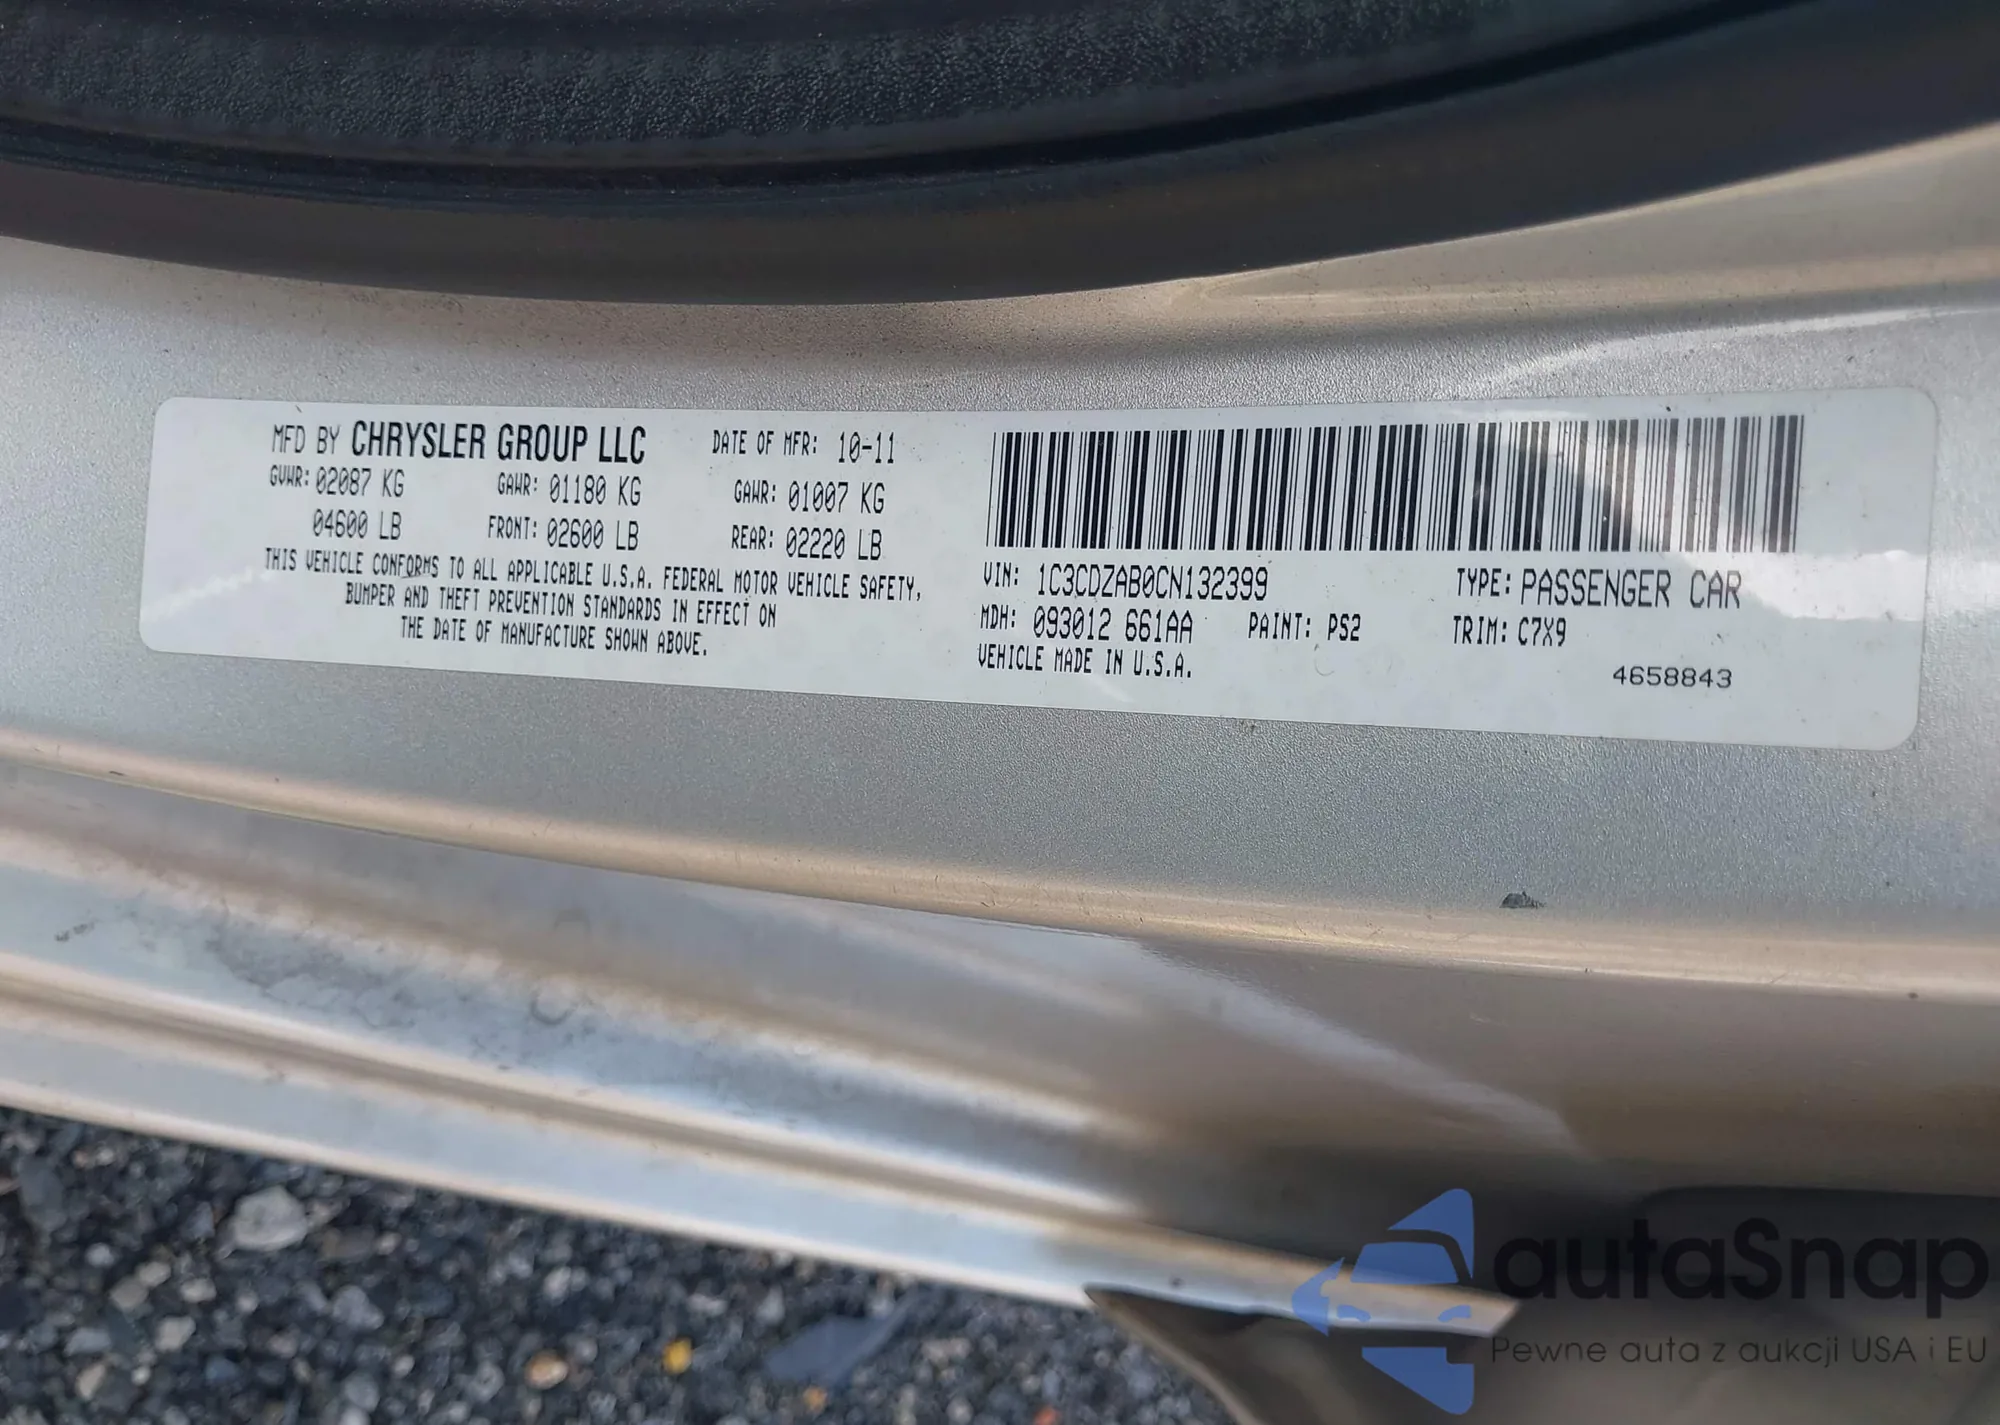 MFD BY CHRYSLER GROUP LLC DATE OF MFR: 10-11
GVWR: 02087 KG GAWR: 01180 KG GAWR: 01007 KG
04600 LB FRONT: 02600 LB REAR: 02220 LB
THIS VEHICLE CONFORMS TO ALL APPLICABLE U.S.A. FEDERAL MOTOR VEHICLE SAFETY,
BUMPER AND THEFT PREVENTION STANDARDS IN EFFECT ON
THE DATE OF MANUFACTURE SHOWN ABOVE.
VIN: 1C3CDZAB0CN132399 TYPE: PASSENGER CAR
MDH: 093012 661AA PAINT: PS2 TRIM: C7X9
VEHICLE MADE IN U.S.A.
4658843
autaSnap
Pewne auta z aukcji USA i EU